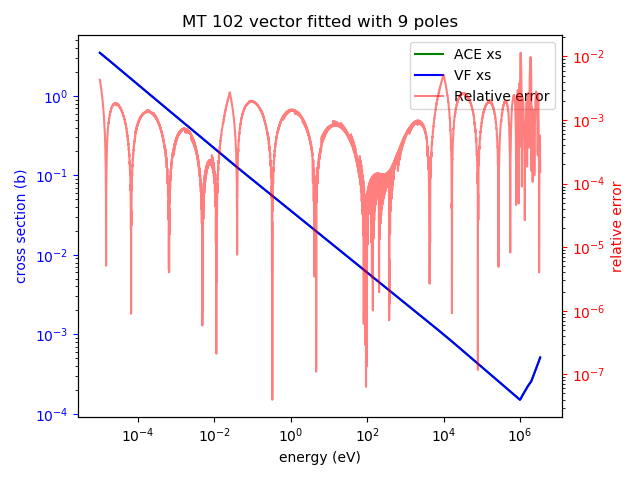 MT 102 vector fitted with 9 poles
ACE xs
VF xs
Relative error
10^0
10^-1
10^-2
10^-3
10^-4
cross section (b)
10^-2
10^-3
10^-4
10^-5
10^-6
10^-7
relative error
10^-4
10^-2
10^0
10^2
10^4
10^6
energy (eV)